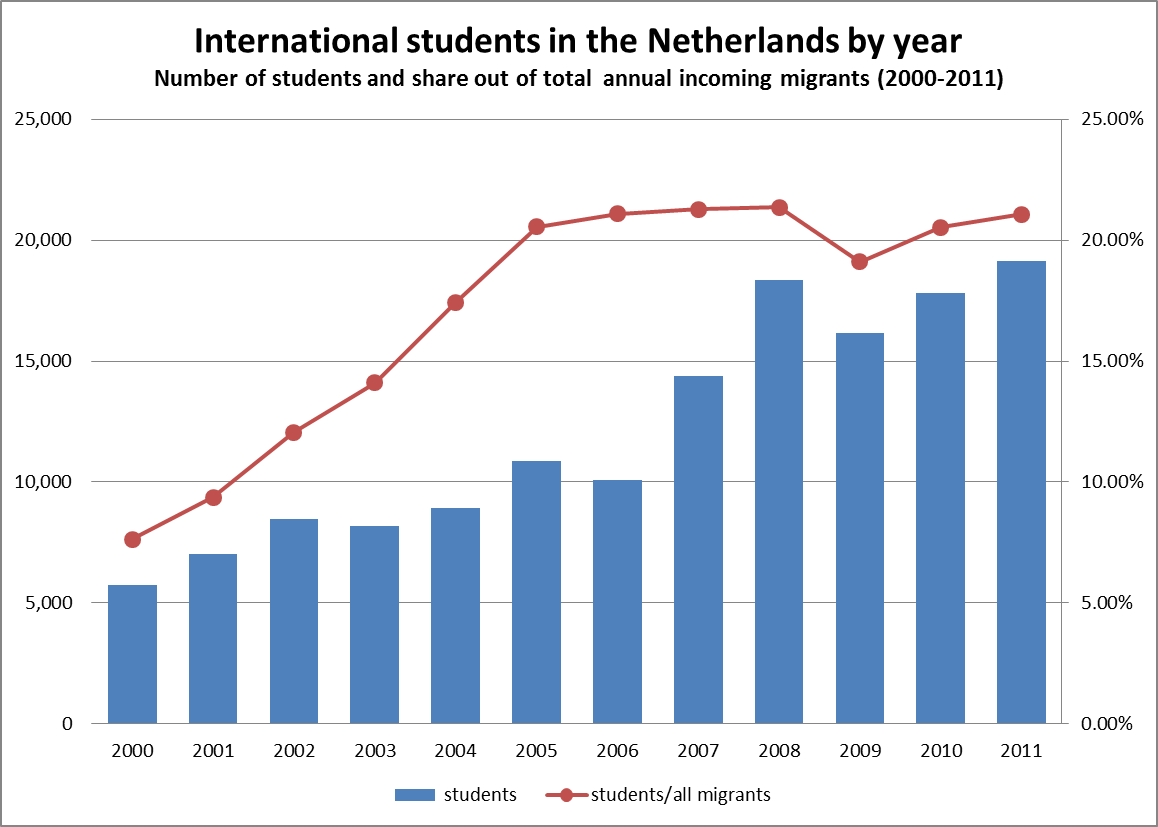 International students in the Netherlands by year
Number of students and share out of total annual incoming migrants (2000-2011)
25,000 25.00%
20,000 20.00%
15,000 15.00%
10,000 10.00%
5,000 5.00%
0 0.00%
2000 2001 2002 2003 2004 2005 2006 2007 2008 2009 2010 2011
students students/all migrants